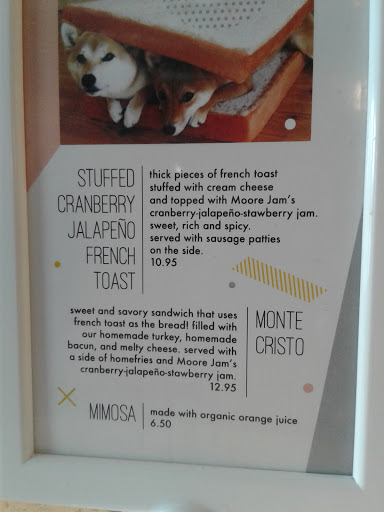 STUFFED
CRANBERRY
JALAPEÑO
FRENCH
TOAST
thick pieces of french toast
stuffed with cream cheese
and topped with Moore Jam's
cranberry-jalapeño-stawberry jam.
sweet, rich and spicy.
served with sausage patties
on the side.
10.95
MONTE
CRISTO
sweet and savory sandwich that uses
french toast as the bread! filled with
our homemade turkey, homemade
bacun, and melty cheese. served with
a side of homefries and Moore Jam's
cranberry-jalapeño-stawberry jam.
12.95
MIMOSA
made with organic orange juice
6.50